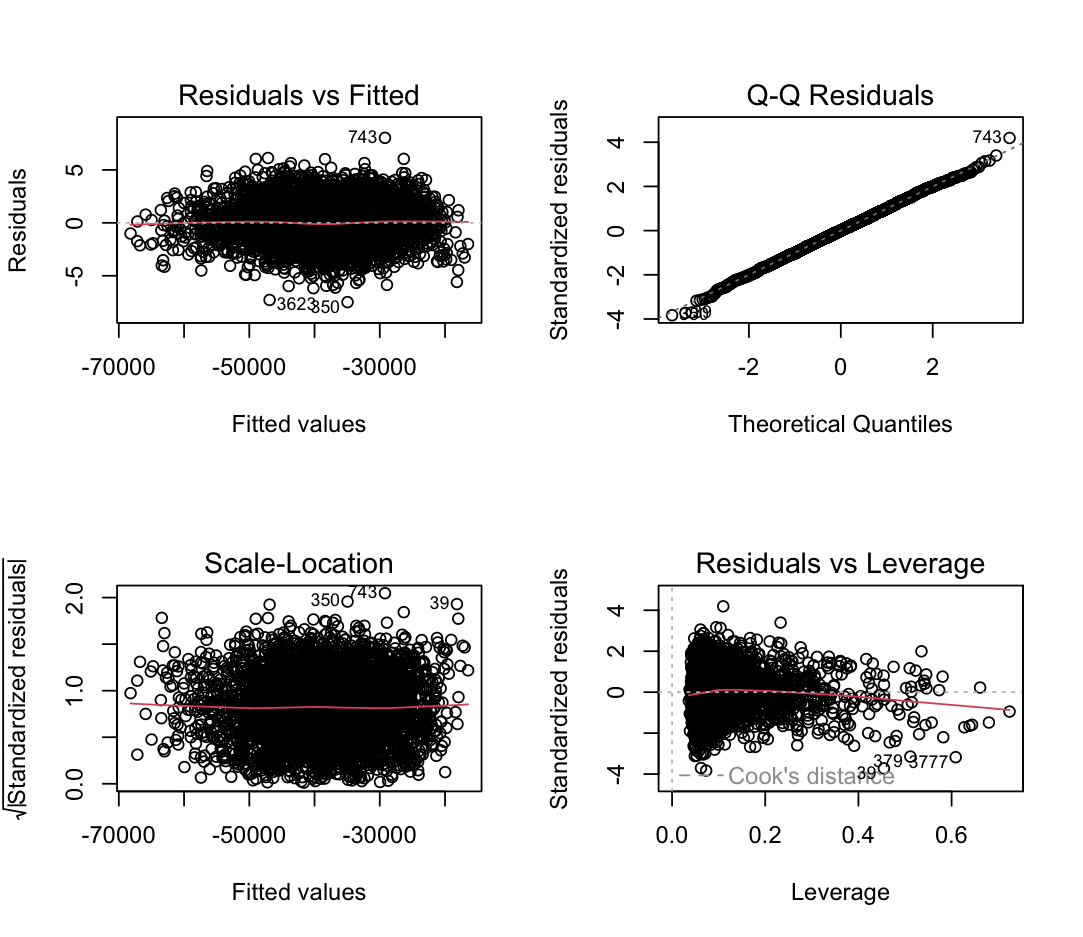 Residuals vs Fitted
Residuals
5
0
-5
743
3623
350
-70000 -50000 -30000
Fitted values
Q-Q Residuals
Standardized residuals
4
2
0
-2
-4
743
-2 0 2
Theoretical Quantiles
Scale-Location
√|Standardized residuals|
2.0
1.0
0.0
350
743
39
-70000 -50000 -30000
Fitted values
Residuals vs Leverage
Standardized residuals
4
2
0
-2
-4
379
3777
39
Cook's distance
0.0 0.2 0.4 0.6
Leverage